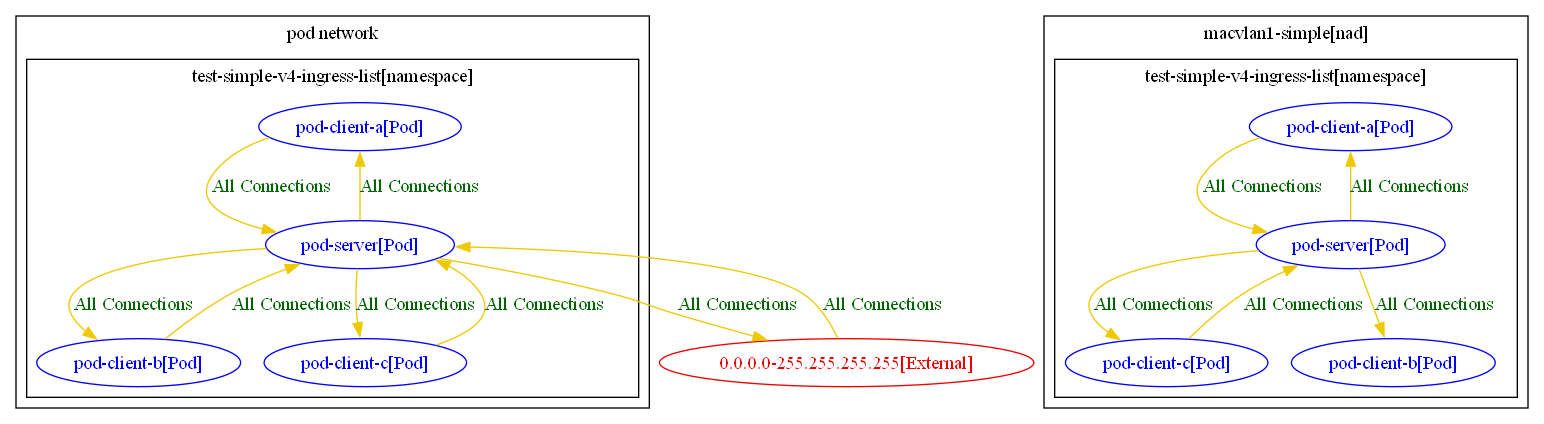 pod network
test-simple-v4-ingress-list[namespace]
pod-client-a[Pod]
All Connections
All Connections
pod-server[Pod]
All Connections
All Connections
All Connections
All Connections
All Connections
All Connections
pod-client-b[Pod]
pod-client-c[Pod]
0.0.0.0-255.255.255.255[External]
macvlan1-simple[nad]
test-simple-v4-ingress-list[namespace]
pod-client-a[Pod]
All Connections
All Connections
pod-server[Pod]
All Connections
All Connections
All Connections
pod-client-c[Pod]
pod-client-b[Pod]